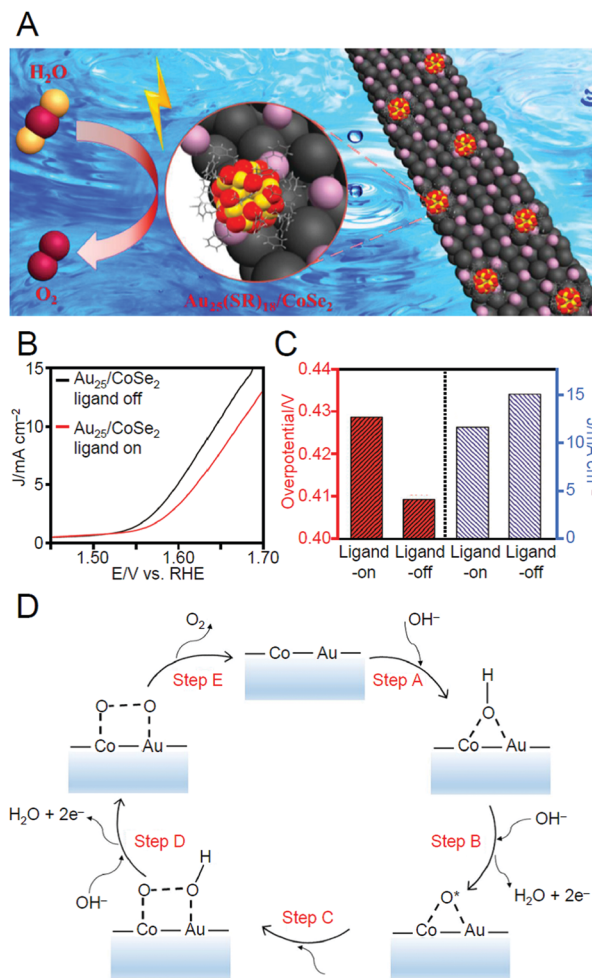 A
H₂O
O₂
Au₂₅(SR)₁₈/CoSe₂
B
15
10
5
0
J/mA cm⁻²
Au₂₅/CoSe₂
ligand off
Au₂₅/CoSe₂
ligand on
1.50
1.60
1.70
E/V vs. RHE
C
0.44
0.43
0.42
0.41
0.40
Overpotential/V
15
10
5
0
Ligand
-on
Ligand
-off
Ligand
-on
Ligand
-off
D
O₂
OH⁻
Co
Au
Step E
Step A
O
O
Co
Au
H
O
Co
Au
H₂O + 2e⁻
Step D
OH⁻
Step B
OH⁻
H₂O + 2e⁻
H
O
O
Co
Au
Step C
O*
Co
Au